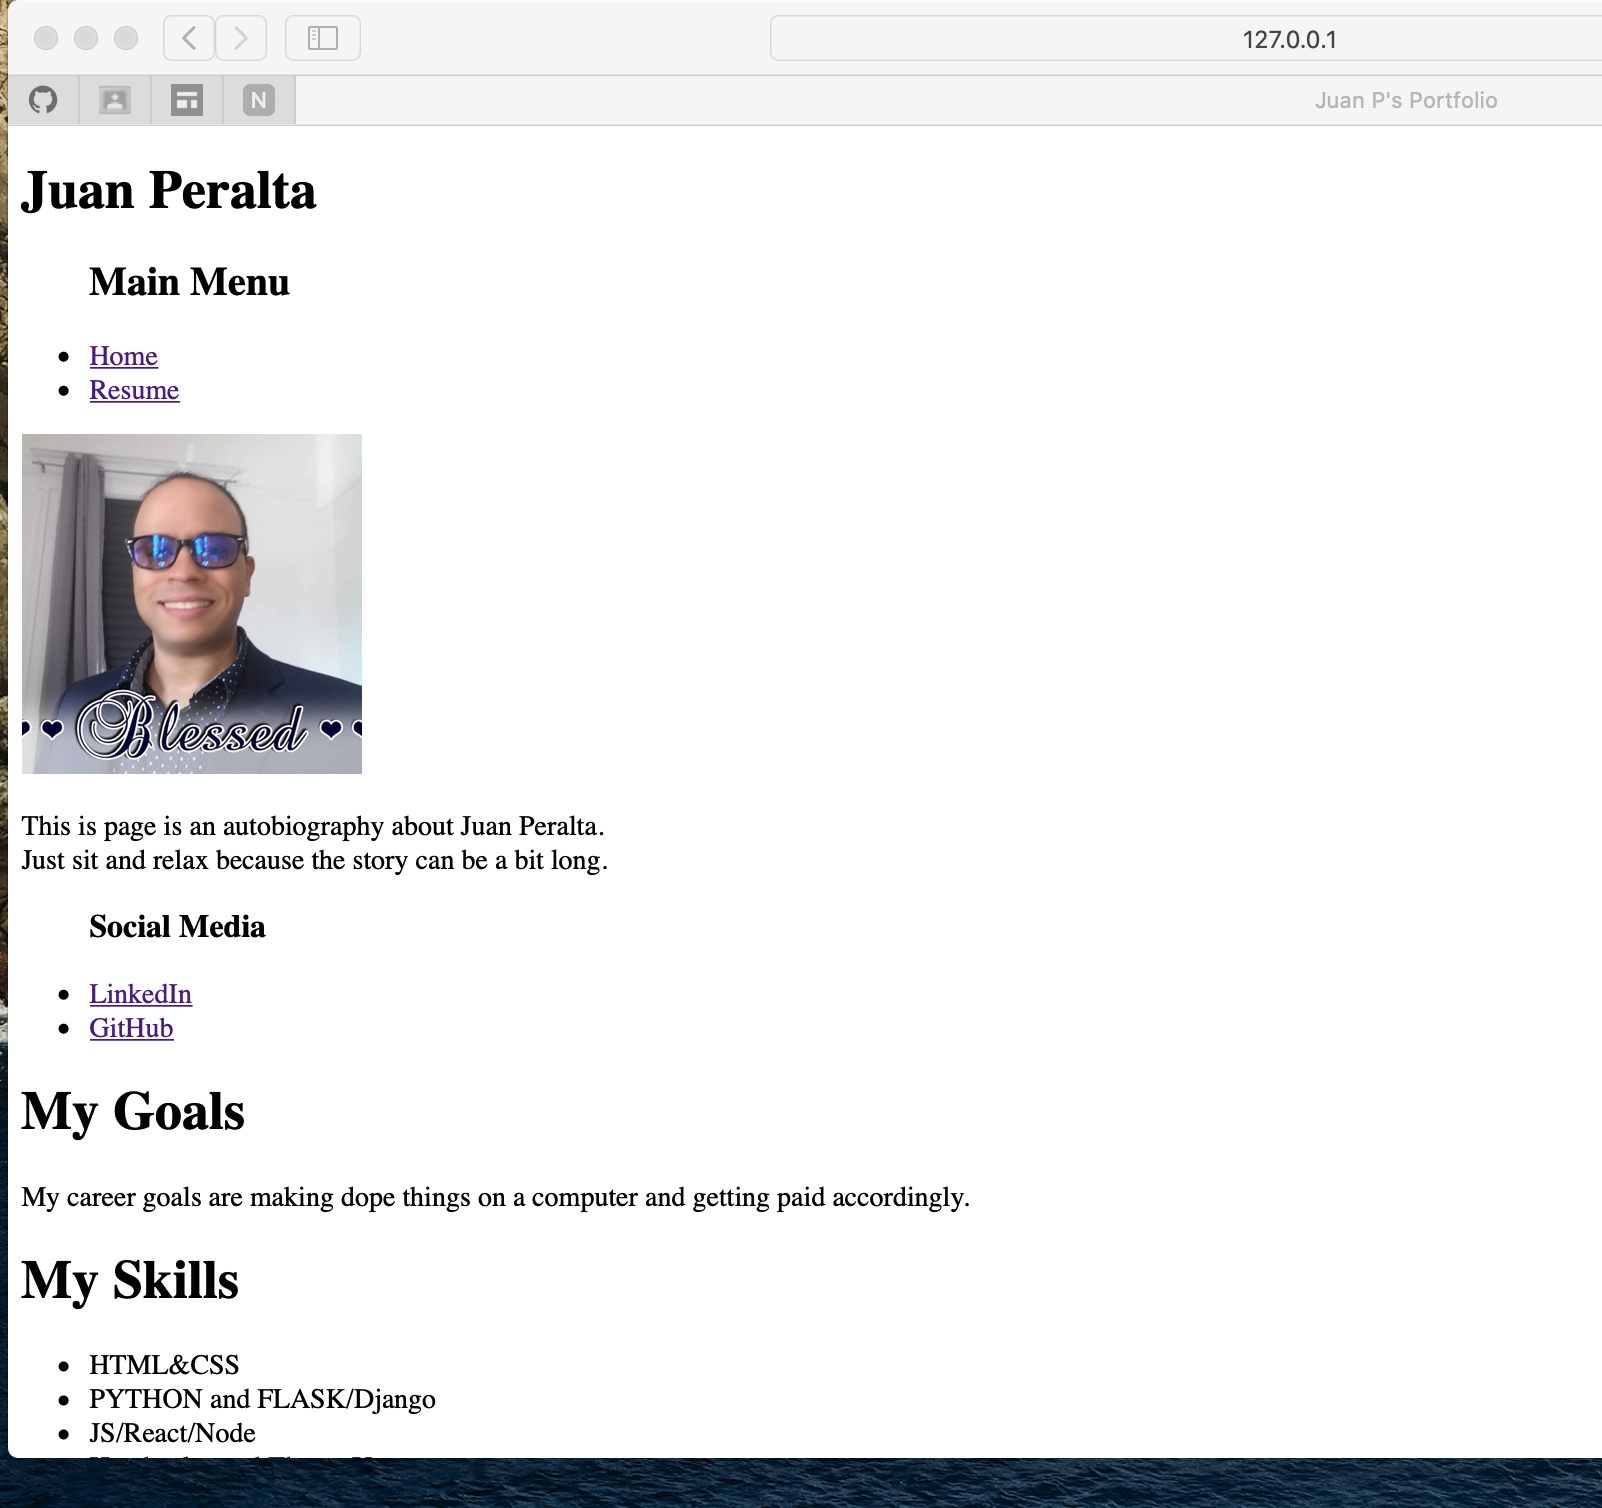 127.0.0.1
N
Juan P's Portfolio
Juan Peralta
Main Menu
Home
Resume
Blessed
This is page is an autobiography about Juan Peralta.
Just sit and relax because the story can be a bit long.
Social Media
LinkedIn
GitHub
My Goals
My career goals are making dope things on a computer and getting paid accordingly.
My Skills
HTML&CSS
PYTHON and FLASK/Django
JS/React/Node